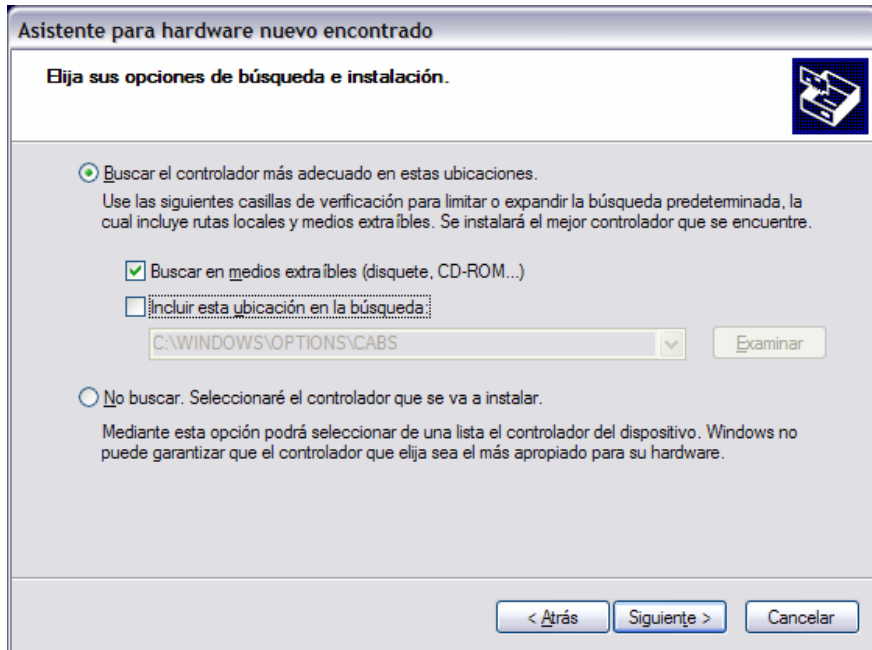 Asistente para hardware nuevo encontrado
Elija sus opciones de búsqueda e instalación.
Buscar el controlador más adecuado en estas ubicaciones.
Use las siguientes casillas de verificación para limitar o expandir la búsqueda predeterminada, la
cual incluye rutas locales y medios extraíbles. Se instalará el mejor controlador que se encuentre.
Buscar en medios extraíbles (disquete, CD-ROM...)
Incluir esta ubicación en la búsqueda:
C:\WINDOWS\OPTIONS\CABS
Examinar
No buscar. Seleccionaré el controlador que se va a instalar.
Mediante esta opción podrá seleccionar de una lista el controlador del dispositivo. Windows no
puede garantizar que el controlador que elija sea el más apropiado para su hardware.
< Atrás
Siguiente >
Cancelar